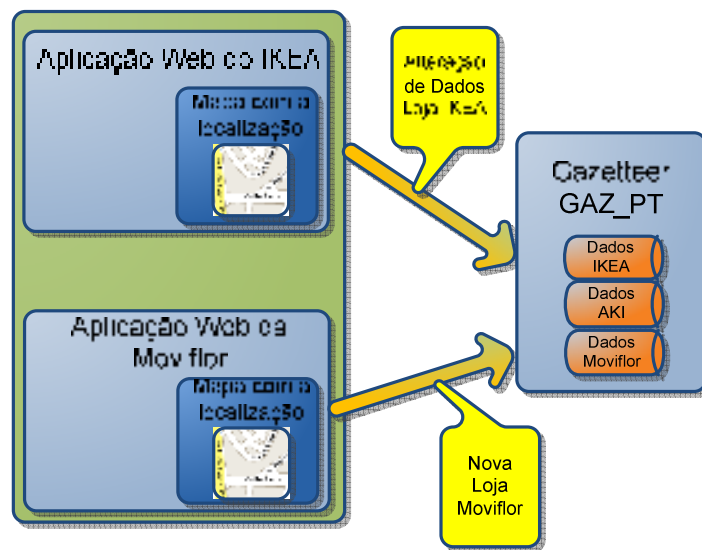 Aplicação Web do IKEA
Mapa com a
localização
Alteração
de Dados
Loja IKEA
Gazetteer
GAZ_PT
Dados
IKEA
Dados
AKI
Dados
Moviflor
Aplicação Web da
Moviflor
Mapa com a
localização
Nova
Loja
Moviflor